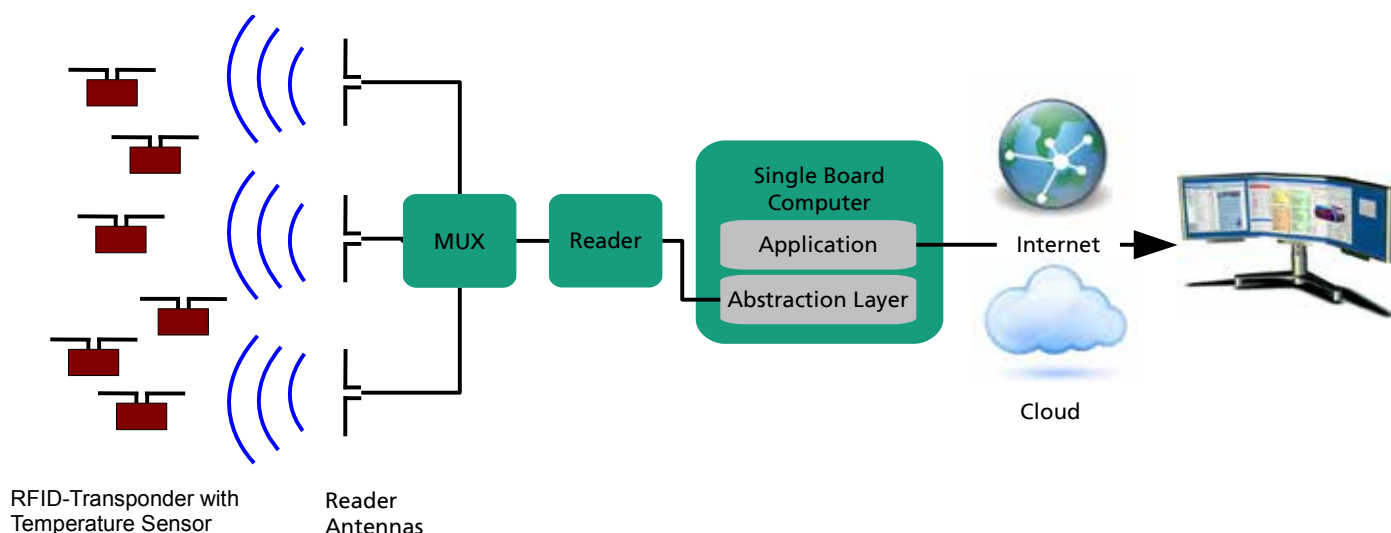 Single Board
Computer
MUX
Reader
Application
Internet
Abstraction Layer
Cloud
RFID-Transponder with
Temperature Sensor
Reader
Antennas